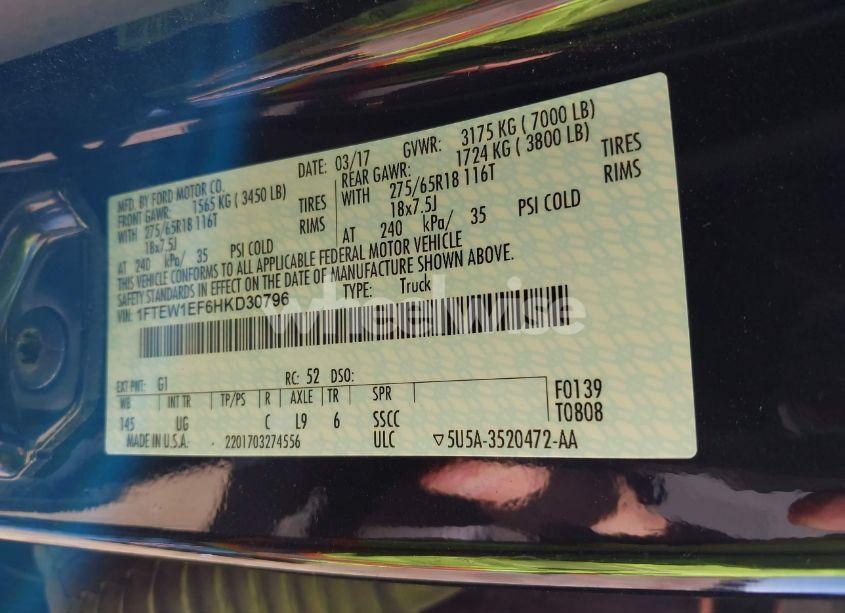 MFD. BY FORD MOTOR CO. DATE: 03/17 GVWR: 3175 KG ( 7000 LB)
FRONT GAWR: 1565 KG ( 3450 LB) REAR GAWR: 1724 KG ( 3800 LB)
WITH 275/65R18 116T TIRES WITH 275/65R18 116T TIRES
18x7.5J RIMS 18x7.5J RIMS
AT 240 kPa/ 35 PSI COLD AT 240 kPa/ 35 PSI COLD
THIS VEHICLE CONFORMS TO ALL APPLICABLE FEDERAL MOTOR VEHICLE
SAFETY STANDARDS IN EFFECT ON THE DATE OF MANUFACTURE SHOWN ABOVE.
VIN: 1FTEW1EF6HKD30796 TYPE: Truck
wheelwise
EXT PNT: G1 RC: 52 DSO:
WB INT TR TP/PS R AXLE TR SPR
145 UG C L9 6 SSCC
F0139
T0808
MADE IN U.S.A. 2201703274556 ULC ▽5U5A-3520472-AA